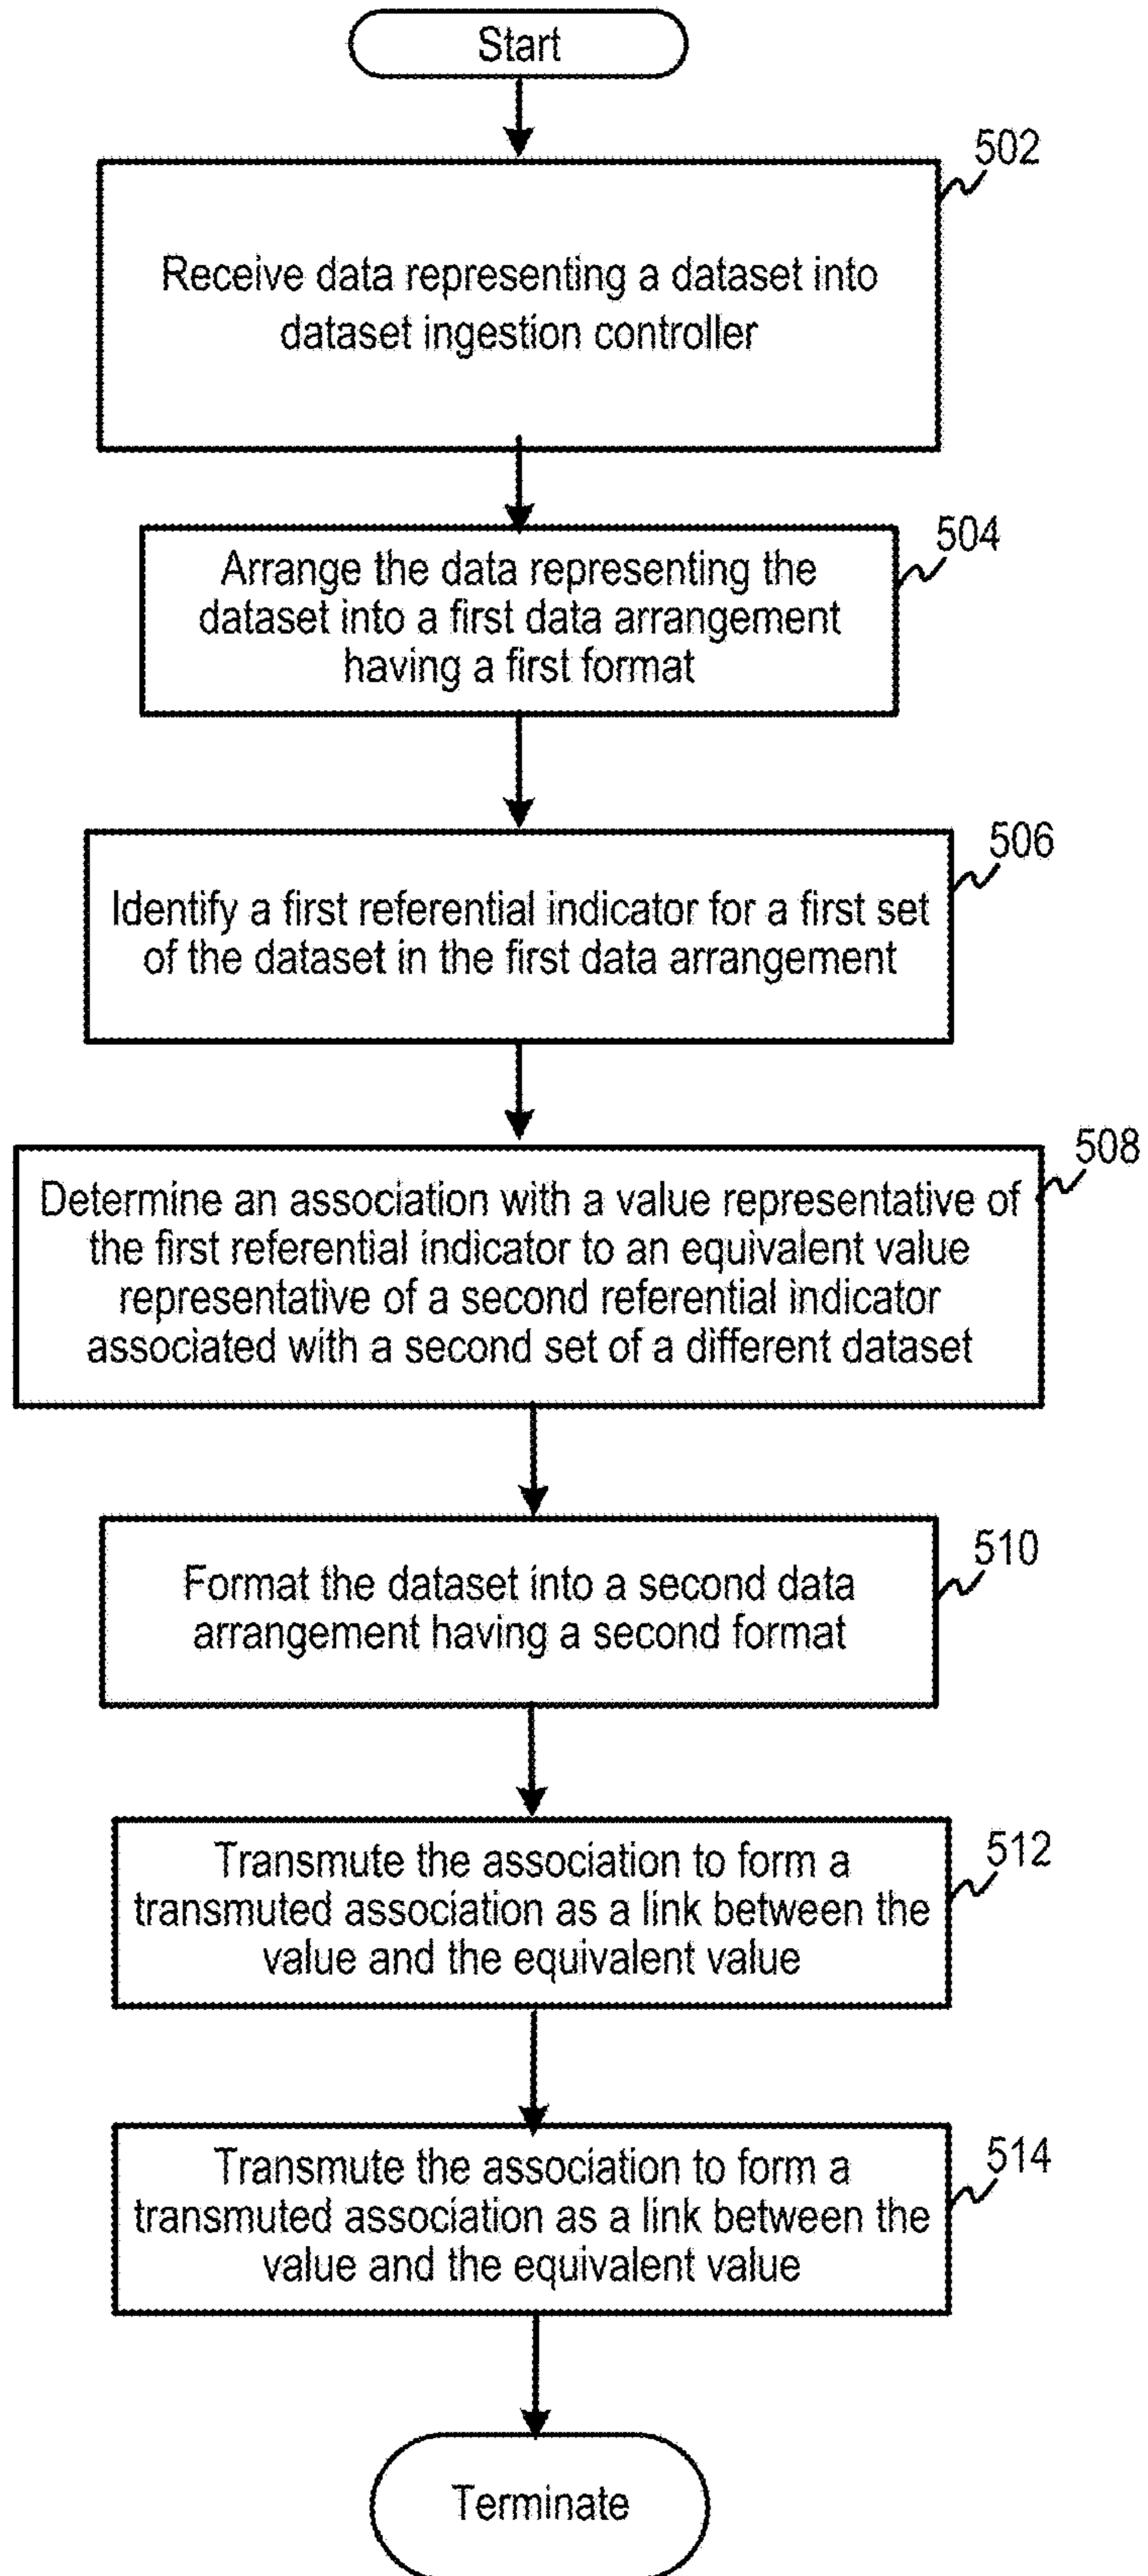 Start
502
Receive data representing a dataset into
dataset ingestion controller
504
Arrange the data representing the
dataset into a first data arrangement
having a first format
506
Identify a first referential indicator for a first set
of the dataset in the first data arrangement
508
Determine an association with a value representative of
the first referential indicator to an equivalent value
representative of a second referential indicator
associated with a second set of a different dataset
510
Format the dataset into a second data
arrangement having a second format
512
Transmute the association to form a
transmuted association as a link between the
value and the equivalent value
514
Transmute the association to form a
transmuted association as a link between the
value and the equivalent value
Terminate